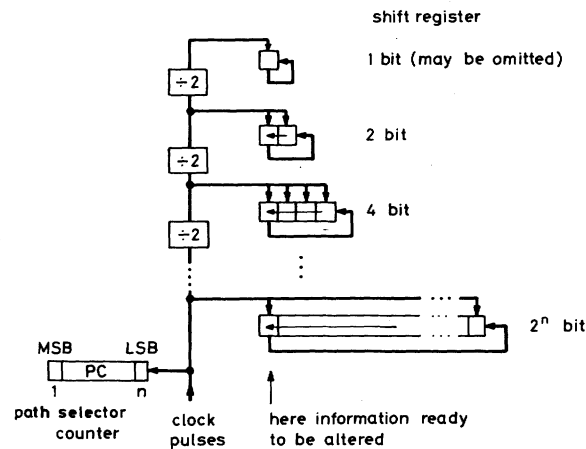 shift register
1 bit (may be omitted)
÷2
2 bit
÷2
4 bit
÷2
2ⁿ bit
MSB LSB
PC
1 n
path selector
counter
clock
pulses
here information ready
to be altered